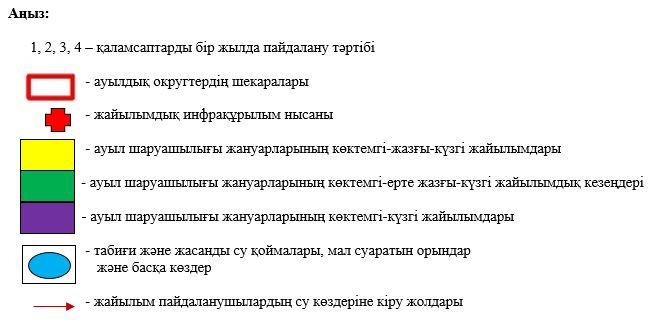 Аңыз:
1, 2, 3, 4 – қаламсаптарды бір жылда пайдалану тәртібі
- ауылдық округтердің шекаралары
- жайылымдық инфрақұрылым нысаны
- ауыл шаруашылығы жануарларының көктемгі-жазғы-күзгі жайылымдары
- ауыл шаруашылығы жануарларының көктемгі-ерте жазғы-күзгі жайылымдық кезеңдері
- ауыл шаруашылығы жануарларының көктемгі-күзгі жайылымдары
- табиғи және жасанды су қоймалары, мал суаратын орындар
және басқа көздер
- жайылым пайдаланушылардың су көздеріне кіру жолдары